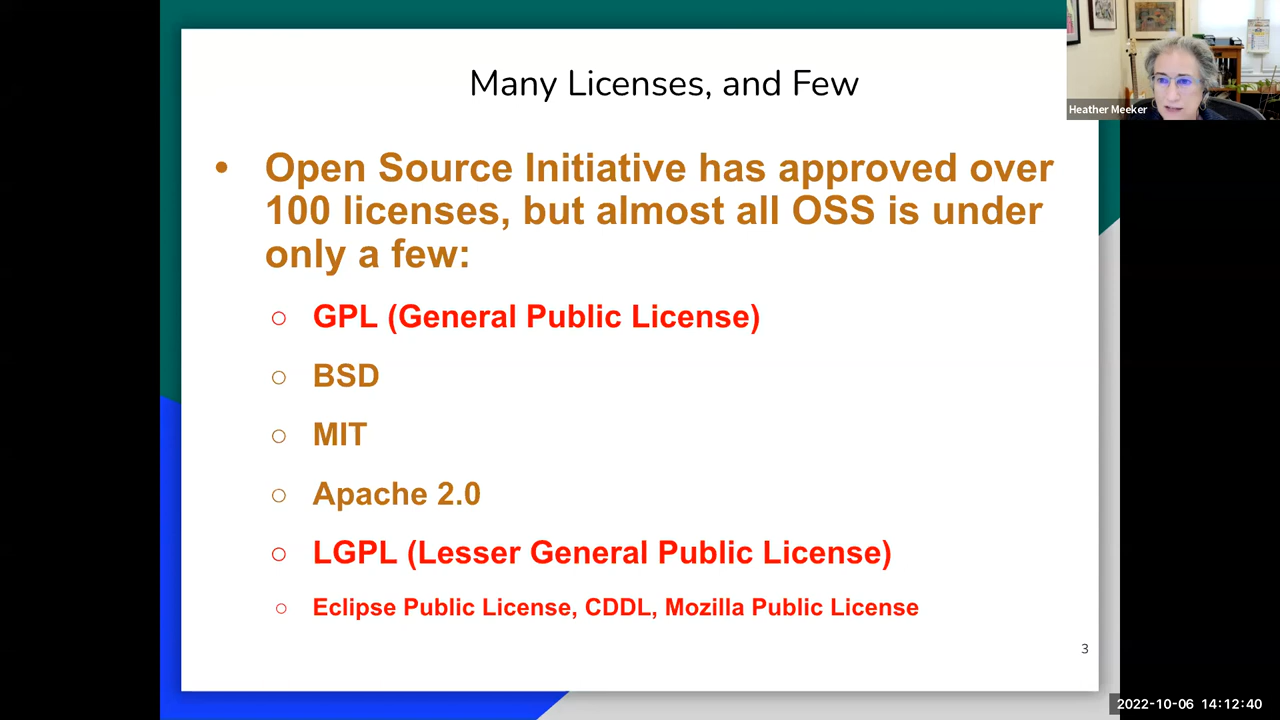 Many Licenses, and Few
Heather Meeker
• Open Source Initiative has approved over
100 licenses, but almost all OSS is under
only a few:
○ GPL (General Public License)
○ BSD
○ MIT
○ Apache 2.0
○ LGPL (Lesser General Public License)
○ Eclipse Public License, CDDL, Mozilla Public License
3
2022-10-06 14:12:40